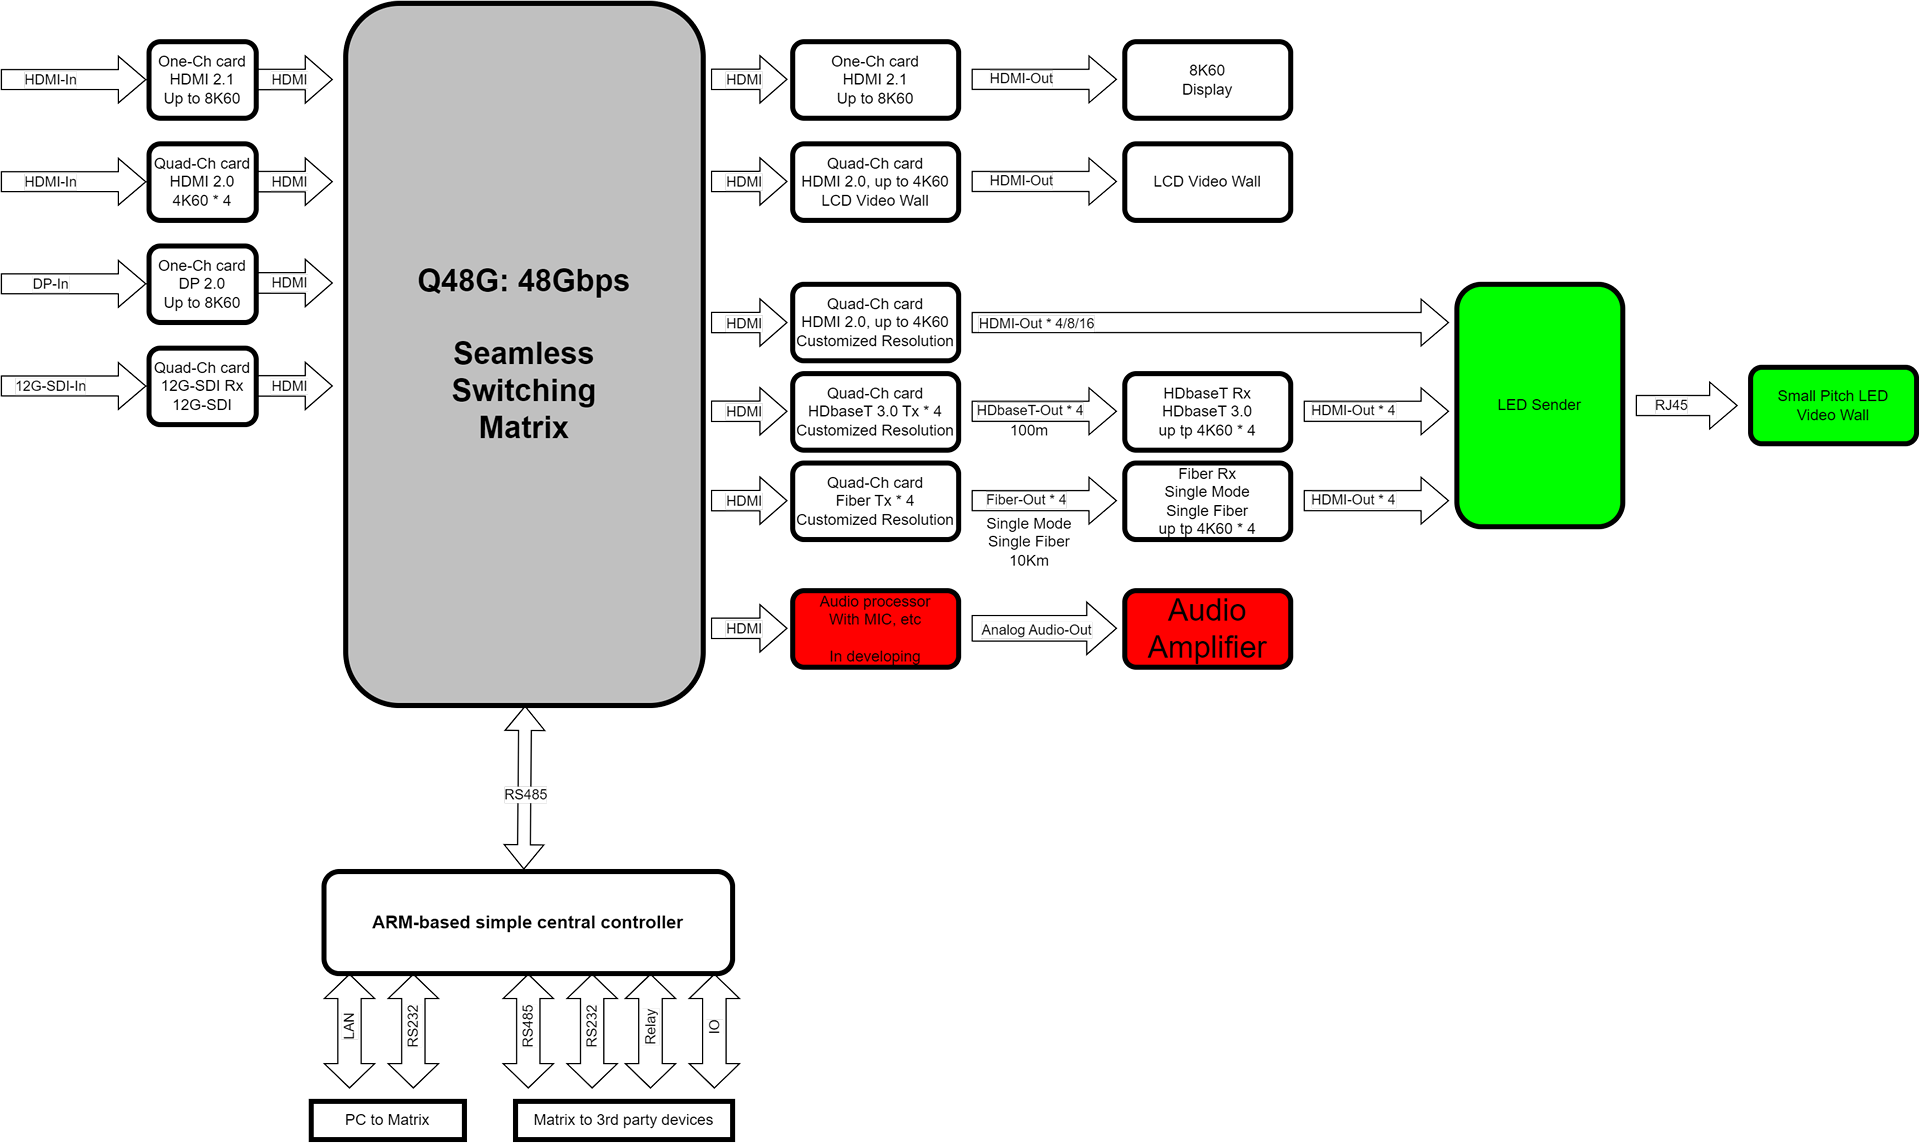 HDMI-In
One-Ch card
HDMI 2.1
Up to 8K60
HDMI
HDMI-In
Quad-Ch card
HDMI 2.0
4K60 * 4
HDMI
DP-In
One-Ch card
DP 2.0
Up to 8K60
HDMI
12G-SDI-In
Quad-Ch card
12G-SDI Rx
12G-SDI
HDMI
Q48G: 48Gbps
Seamless
Switching
Matrix
HDMI
One-Ch card
HDMI 2.1
Up to 8K60
HDMI-Out
8K60
Display
HDMI
Quad-Ch card
HDMI 2.0, up to 4K60
LCD Video Wall
HDMI-Out
LCD Video Wall
HDMI
Quad-Ch card
HDMI 2.0, up to 4K60
Customized Resolution
HDMI-Out * 4/8/16
HDMI
Quad-Ch card
HDbaseT 3.0 Tx * 4
Customized Resolution
HDbaseT-Out * 4
100m
HDbaseT Rx
HDbaseT 3.0
up tp 4K60 * 4
HDMI-Out * 4
HDMI
Quad-Ch card
Fiber Tx * 4
Customized Resolution
Fiber-Out * 4
Single Mode
Single Fiber
10Km
Fiber Rx
Single Mode
Single Fiber
up tp 4K60 * 4
HDMI-Out * 4
LED Sender
RJ45
Small Pitch LED
Video Wall
HDMI
Audio processor
With MIC, etc
In developing
Analog Audio-Out
Audio
Amplifier
RS485
ARM-based simple central controller
LAN
RS232
RS485
RS232
Relay
IO
PC to Matrix
Matrix to 3rd party devices